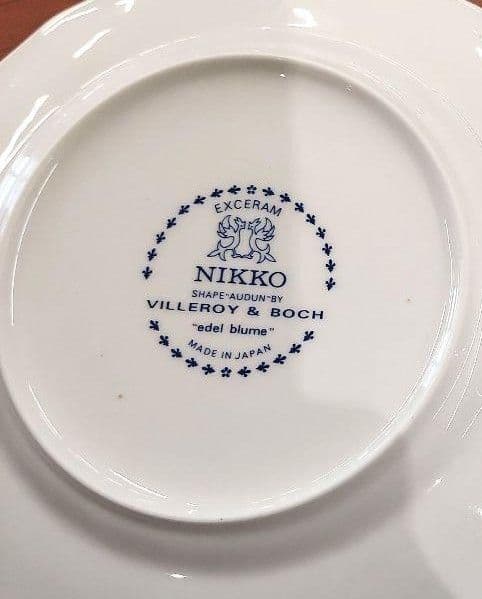 EXCERAM
NIKKO
SHAPE "AUDUN" BY
VILLEROY & BOCH
"edel blume"
MADE IN JAPAN